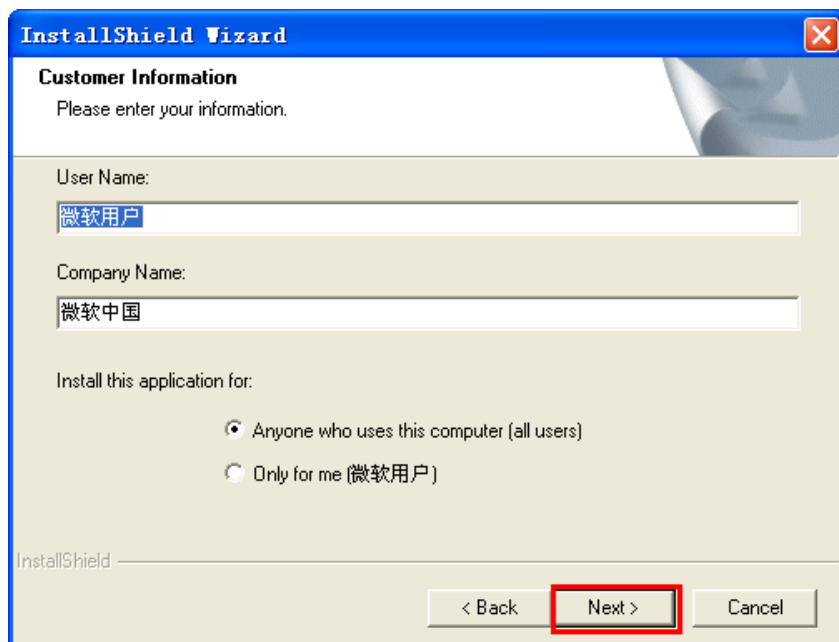 InstallShield Wizard
Customer Information
Please enter your information.
User Name:
微软用户
Company Name:
微软中国
Install this application for:
Anyone who uses this computer (all users)
Only for me (微软用户)
InstallShield
< Back Next > Cancel